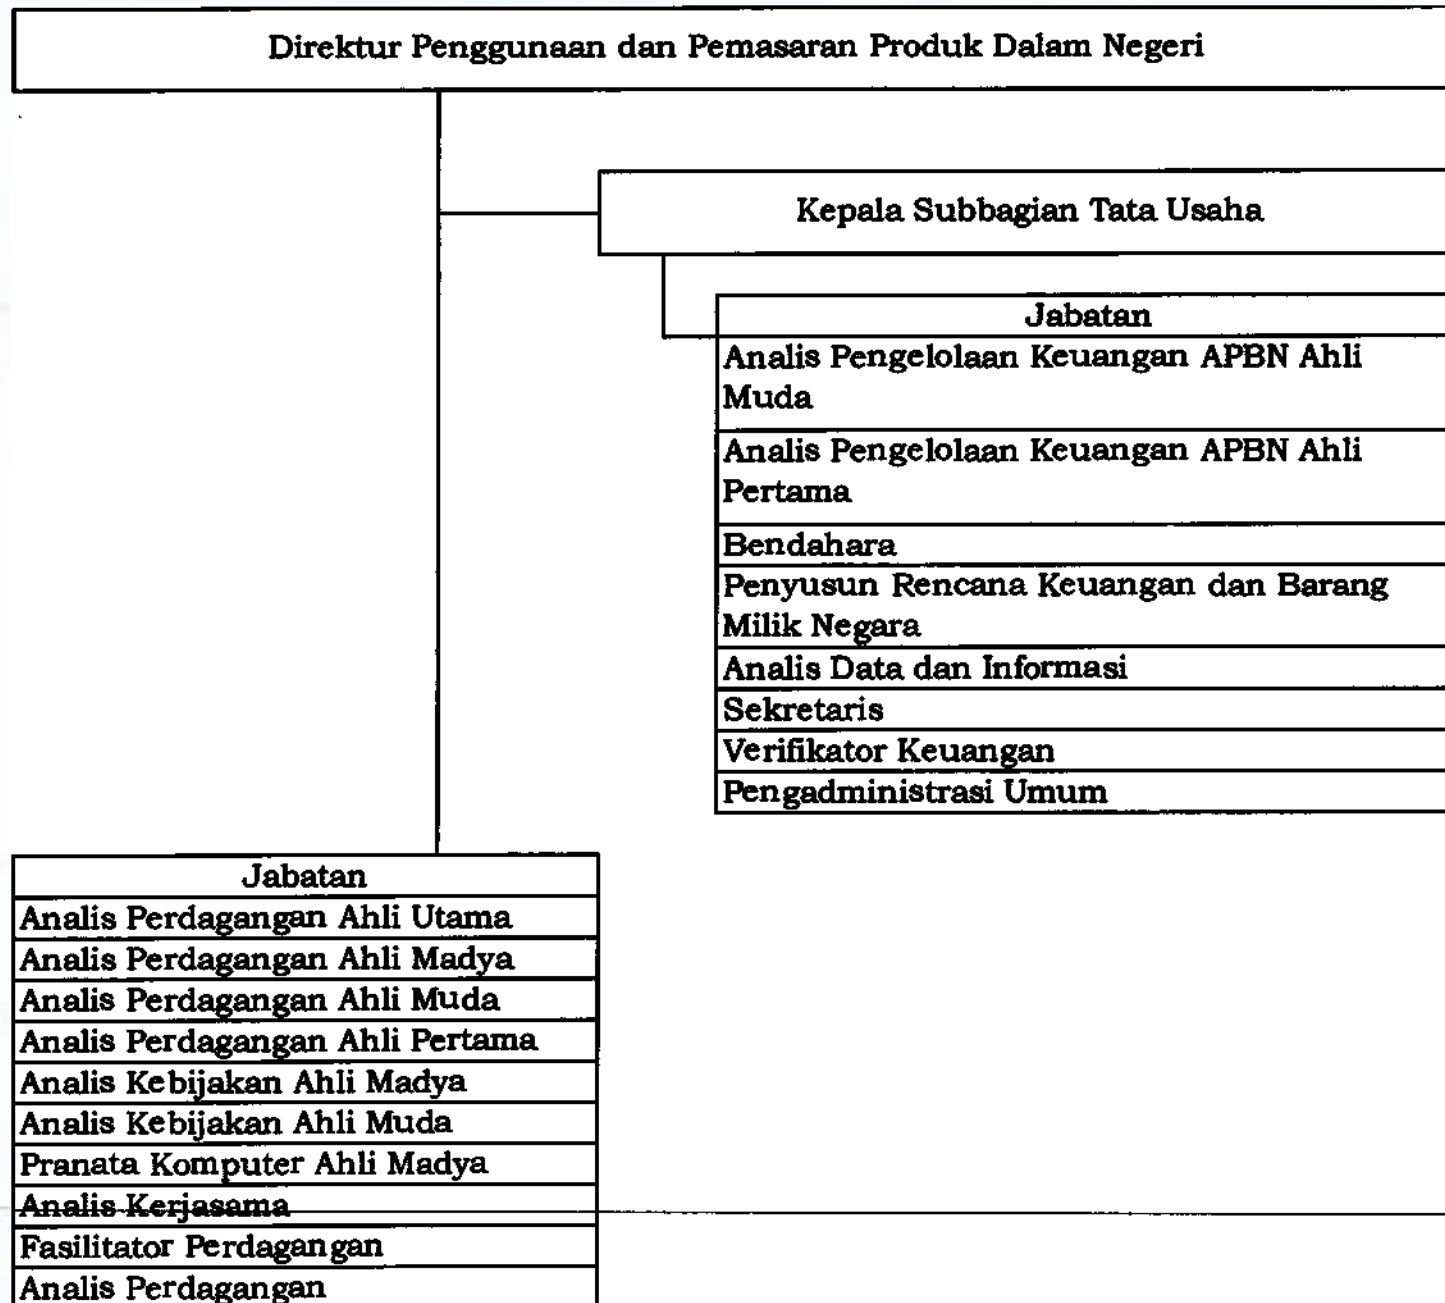 Direktur Penggunaan dan Pemasaran Produk Dalam Negeri
Kepala Subbagian Tata Usaha
Jabatan
Analis Pengelolaan Keuangan APBN Ahli
Muda
Analis Pengelolaan Keuangan APBN Ahli
Pertama
Bendahara
Penyusun Rencana Keuangan dan Barang
Milik Negara
Analis Data dan Informasi
Sekretaris
Verifikator Keuangan
Pengadministrasi Umum
Jabatan
Analis Perdagangan Ahli Utama
Analis Perdagangan Ahli Madya
Analis Perdagangan Ahli Muda
Analis Perdagangan Ahli Pertama
Analis Kebijakan Ahli Madya
Analis Kebijakan Ahli Muda
Pranata Komputer Ahli Madya
Analis Kerjasama
Fasilitator Perdagangan
Analis Perdagangan